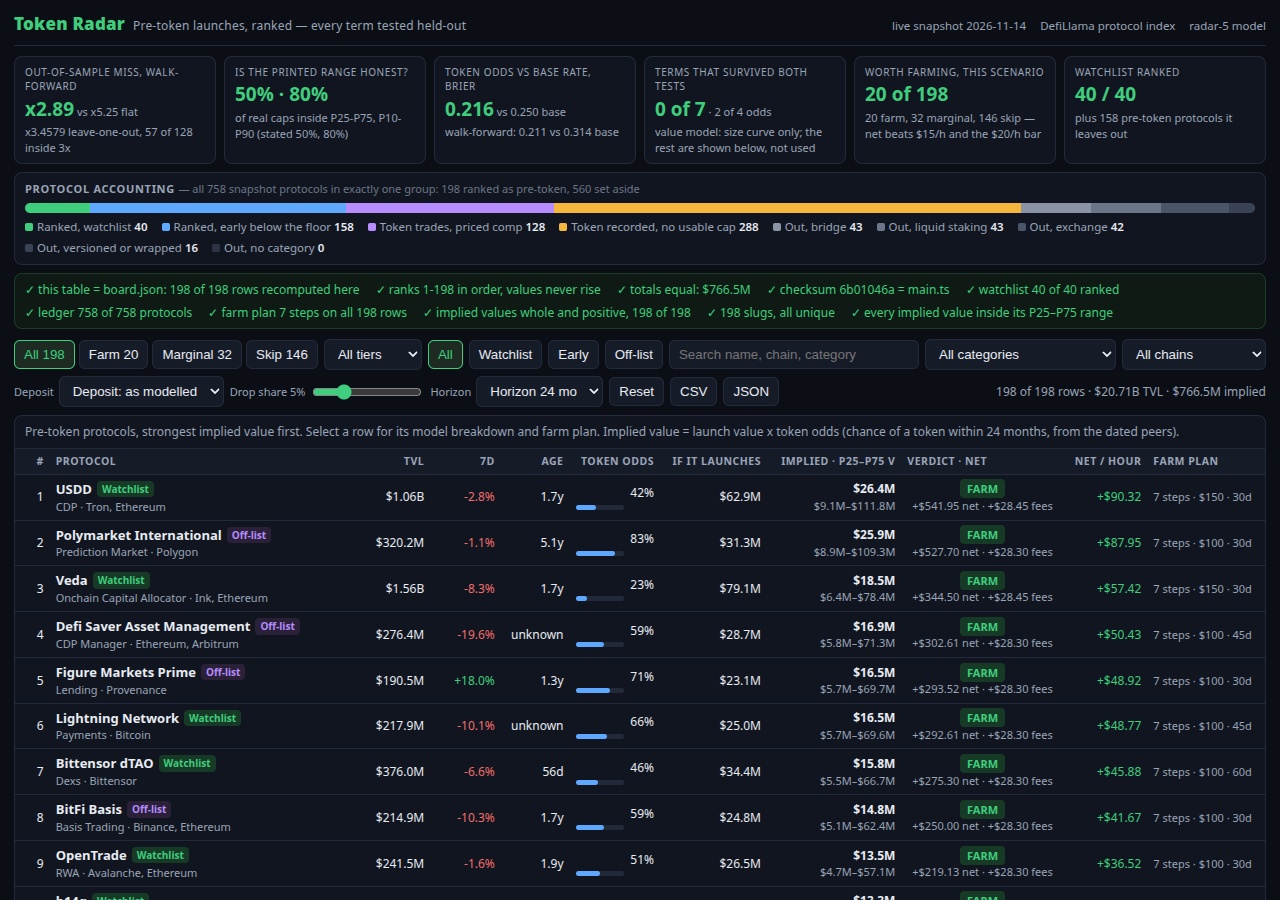 Token Radar Pre-token launches, ranked — every term tested held-out live snapshot 2026-11-14 DefiLlama protocol index radar-5 model
OUT-OF-SAMPLE MISS, WALK-FORWARD
x2.89 vs x5.25 flat
x3.4579 leave-one-out, 57 of 128 inside 3x
IS THE PRINTED RANGE HONEST?
50% · 80%
of real caps inside P25-P75, P10-P90 (stated 50%, 80%)
TOKEN ODDS VS BASE RATE, BRIER
0.216 vs 0.250 base
walk-forward: 0.211 vs 0.314 base
TERMS THAT SURVIVED BOTH TESTS
0 of 7 · 2 of 4 odds
value model: size curve only; the rest are shown below, not used
WORTH FARMING, THIS SCENARIO
20 of 198
20 farm, 32 marginal, 146 skip — net beats $15/h and the $20/h bar
WATCHLIST RANKED
40 / 40
plus 158 pre-token protocols it leaves out
PROTOCOL ACCOUNTING — all 758 snapshot protocols in exactly one group: 198 ranked as pre-token, 560 set aside
Ranked, watchlist 40 Ranked, early below the floor 158 Token trades, priced comp 128 Token recorded, no usable cap 288 Out, bridge 43 Out, liquid staking 43 Out, exchange 42
Out, versioned or wrapped 16 Out, no category 0
✓ this table = board.json: 198 of 198 rows recomputed here ✓ ranks 1-198 in order, values never rise ✓ totals equal: $766.5M ✓ checksum 6b01046a = main.ts ✓ watchlist 40 of 40 ranked
✓ ledger 758 of 758 protocols ✓ farm plan 7 steps on all 198 rows ✓ implied values whole and positive, 198 of 198 ✓ 198 slugs, all unique ✓ every implied value inside its P25–P75 range
All 198 Farm 20 Marginal 32 Skip 146 All tiers All Watchlist Early Off-list Search name, chain, category All categories All chains
Deposit Deposit: as modelled Drop share 5% Horizon Horizon 24 mo Reset CSV JSON 198 of 198 rows · $20.71B TVL · $766.5M implied
Pre-token protocols, strongest implied value first. Select a row for its model breakdown and farm plan. Implied value = launch value x token odds (chance of a token within 24 months, from the dated peers).
# PROTOCOL TVL 7D AGE TOKEN ODDS IF IT LAUNCHES IMPLIED · P25–P75 V VERDICT · NET NET / HOUR FARM PLAN
1 USDD Watchlist $1.06B -2.8% 1.7y 42% $62.9M $26.4M FARM +$90.32 7 steps · $150 · 30d
CDP · Tron, Ethereum $9.1M–$111.8M +$541.95 net · +$28.45 fees
2 Polymarket International Off-list $320.2M -1.1% 5.1y 83% $31.3M $25.9M FARM +$87.95 7 steps · $100 · 30d
Prediction Market · Polygon $8.9M–$109.3M +$527.70 net · +$28.30 fees
3 Veda Watchlist $1.56B -8.3% 1.7y 23% $79.1M $18.5M FARM +$57.42 7 steps · $150 · 30d
Onchain Capital Allocator · Ink, Ethereum $6.4M–$78.4M +$344.50 net · +$28.45 fees
4 Defi Saver Asset Management Off-list $276.4M -19.6% unknown 59% $28.7M $16.9M FARM +$50.43 7 steps · $100 · 45d
CDP Manager · Ethereum, Arbitrum $5.8M–$71.3M +$302.61 net · +$28.30 fees
5 Figure Markets Prime Off-list $190.5M +18.0% 1.3y 71% $23.1M $16.5M FARM +$48.92 7 steps · $100 · 30d
Lending · Provenance $5.7M–$69.7M +$293.52 net · +$28.30 fees
6 Lightning Network Watchlist $217.9M -10.1% unknown 66% $25.0M $16.5M FARM +$48.77 7 steps · $100 · 45d
Payments · Bitcoin $5.7M–$69.6M +$292.61 net · +$28.30 fees
7 Bittensor dTAO Watchlist $376.0M -6.6% 56d 46% $34.4M $15.8M FARM +$45.88 7 steps · $100 · 60d
Dexs · Bittensor $5.5M–$66.7M +$275.30 net · +$28.30 fees
8 BitFi Basis Off-list $214.9M -10.3% 1.7y 59% $24.8M $14.8M FARM +$41.67 7 steps · $100 · 30d
Basis Trading · Binance, Ethereum $5.1M–$62.4M +$250.00 net · +$28.30 fees
9 OpenTrade Watchlist $241.5M -1.6% 1.9y 51% $26.5M $13.5M FARM +$36.52 7 steps · $100 · 30d
RWA · Avalanche, Ethereum $4.7M–$57.1M +$219.13 net · +$28.30 fees